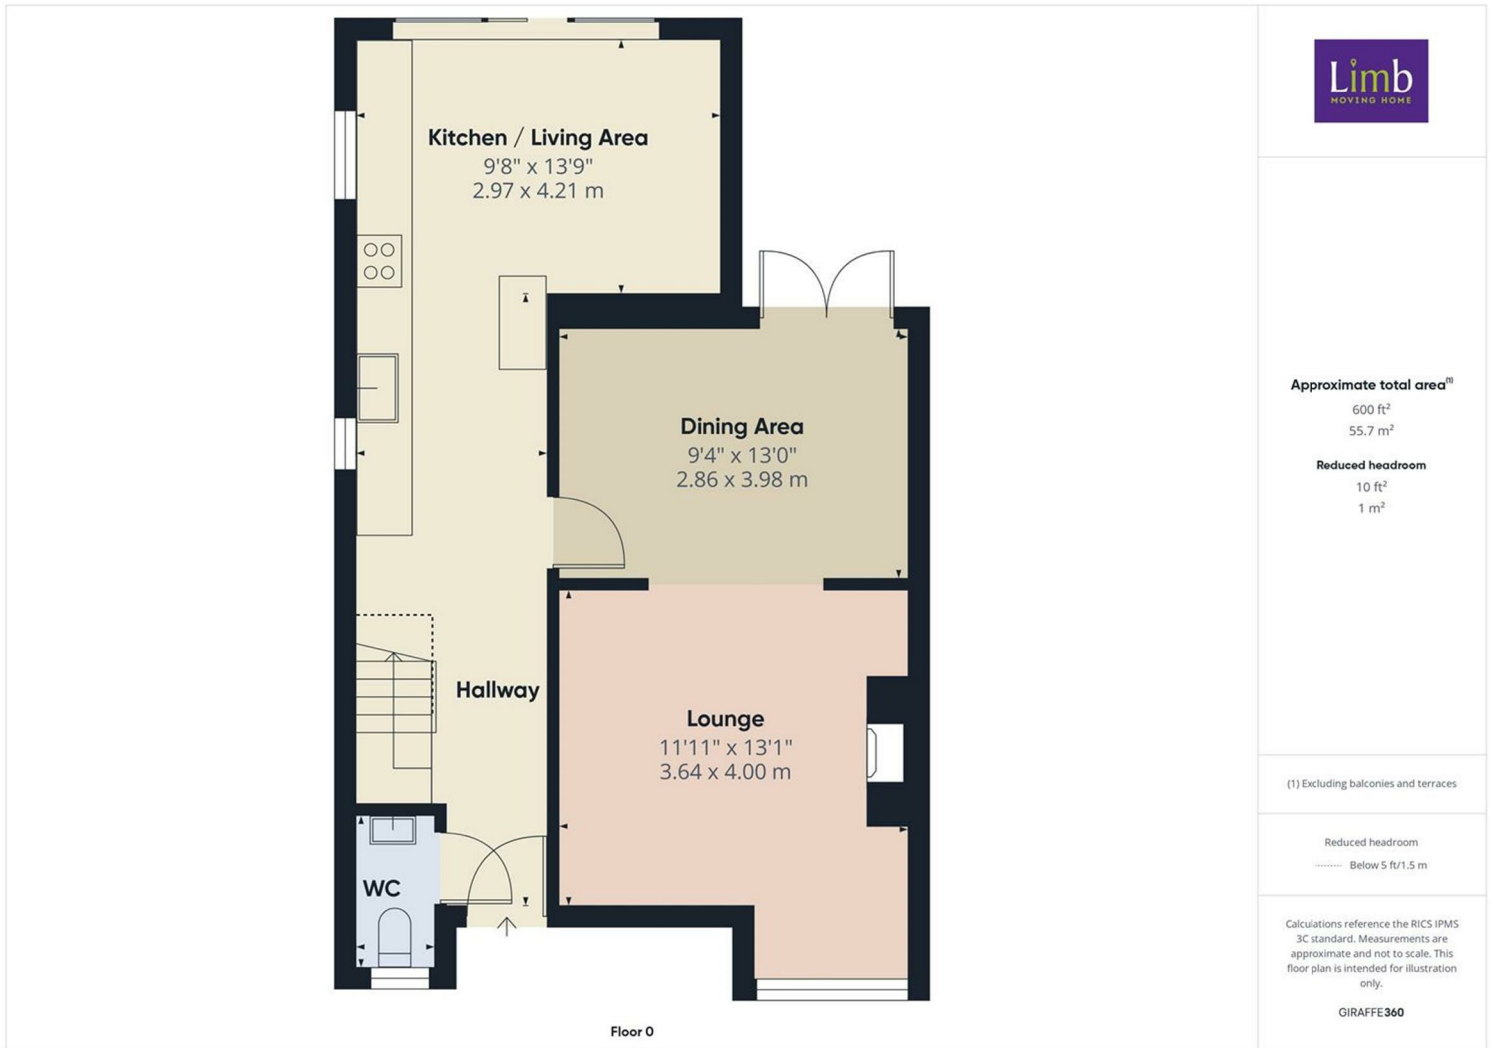 Kitchen / Living Area
9'8" x 13'9"
2.97 x 4.21 m
Dining Area
9'4" x 13'0"
2.86 x 3.98 m
Hallway
Lounge
11'11" x 13'1"
3.64 x 4.00 m
WC
Floor 0
Limb
MOVING HOME
Approximate total area(1)
600 ft²
55.7 m²
Reduced headroom
10 ft²
1 m²
(1) Excluding balconies and terraces
Reduced headroom
Below 5 ft/1.5 m
Calculations reference the RICS IPMS
3C standard. Measurements are
approximate and not to scale. This
floor plan is intended for illustration
only.
GIRAFFE360